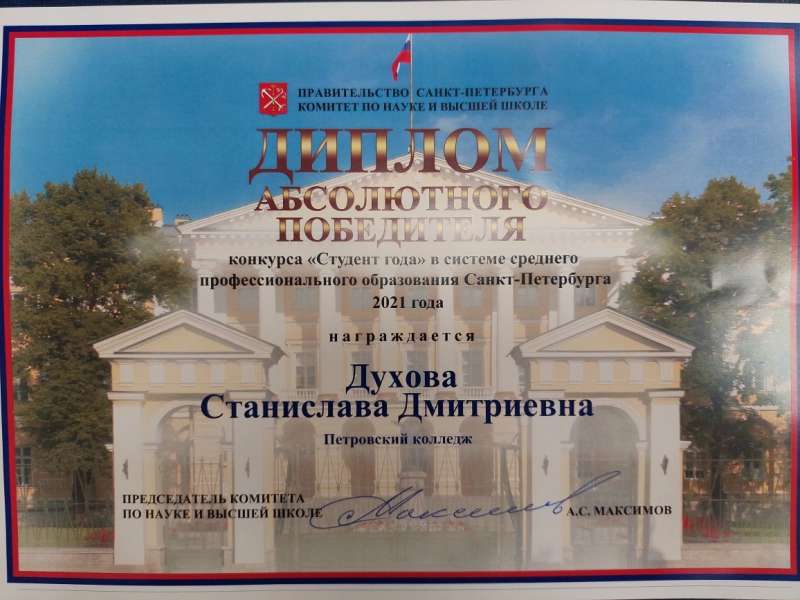 ПРАВИТЕЛЬСТВО САНКТ-ПЕТЕРБУРГА
КОМИТЕТ ПО НАУКЕ И ВЫСШЕЙ ШКОЛЕ
ДИПЛОМ
АБСОЛЮТНОГО
ПОБЕДИТЕЛЯ
конкурса «Студент года» в системе среднего
профессионального образования Санкт-Петербурга
2021 года
награждается
Духова
Станислава Дмитриевна
Петровский колледж
ПРЕДСЕДАТЕЛЬ КОМИТЕТА
ПО НАУКЕ И ВЫСШЕЙ ШКОЛЕ
А.С. МАКСИМОВ